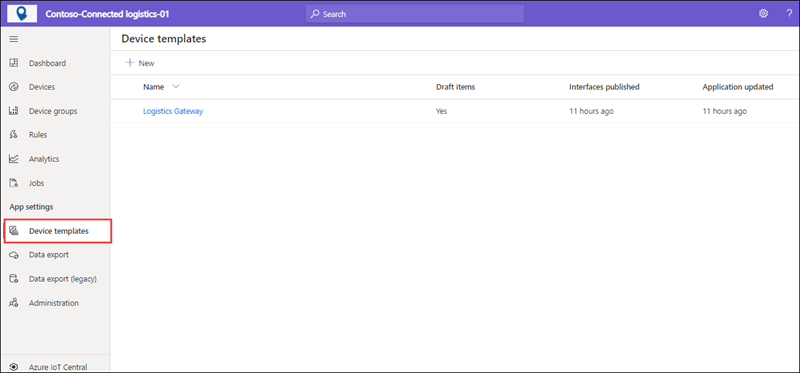 Contoso-Connected logistics-01
Search
?
Device templates
+ New
Name
Draft items
Interfaces published
Application updated
Logistics Gateway
Yes
11 hours ago
11 hours ago
Dashboard
Devices
Device groups
Rules
Analytics
Jobs
App settings
Device templates
Data export
Data export (legacy)
Administration
Azure IoT Central